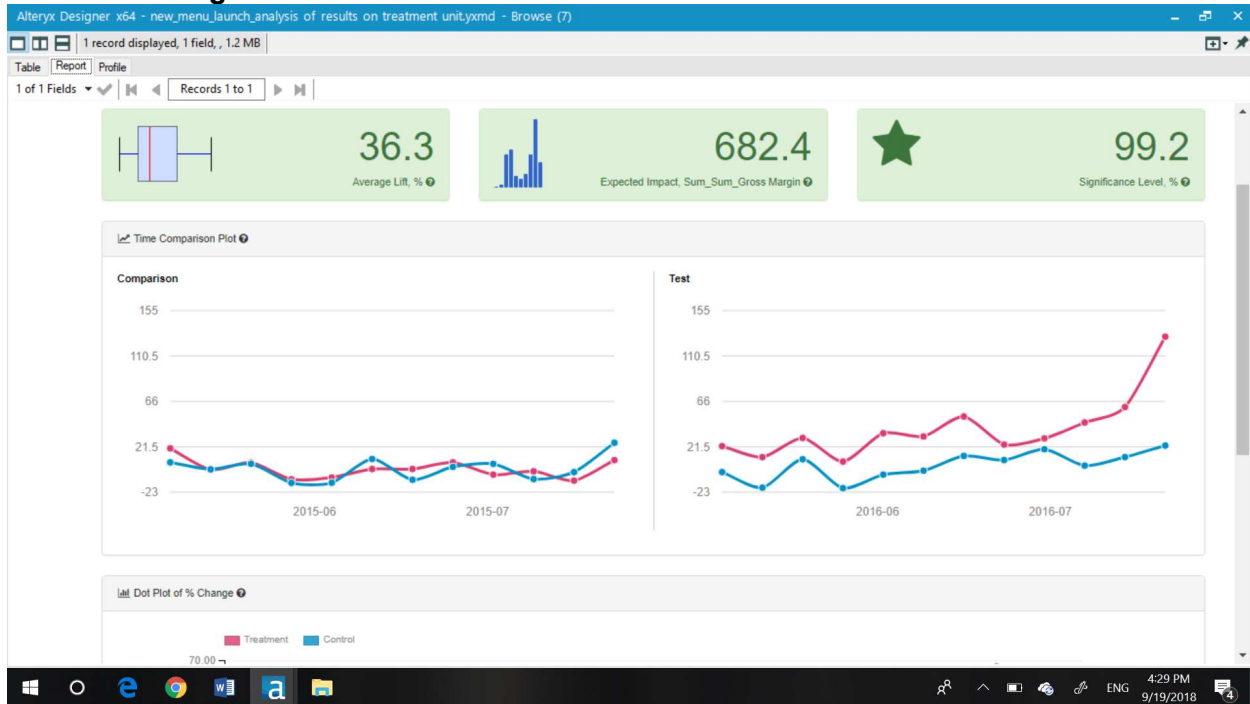 Alteryx Designer x64 - new_menu_launch_analysis of results on treatment unit.yxmd - Browse (7)
1 record displayed, 1 field, , 1.2 MB
Table Report Profile
1 of 1 Fields Records 1 to 1
36.3
Average Lift, %
682.4
Expected Impact, Sum_Sum_Gross Margin
99.2
Significance Level, %
Time Comparison Plot
Comparison
155
110.5
66
21.5
-23
2015-06 2015-07
Test
155
110.5
66
21.5
-23
2016-06 2016-07
Dot Plot of % Change
Treatment Control
70.00
ENG
4:29 PM
9/19/2018
4